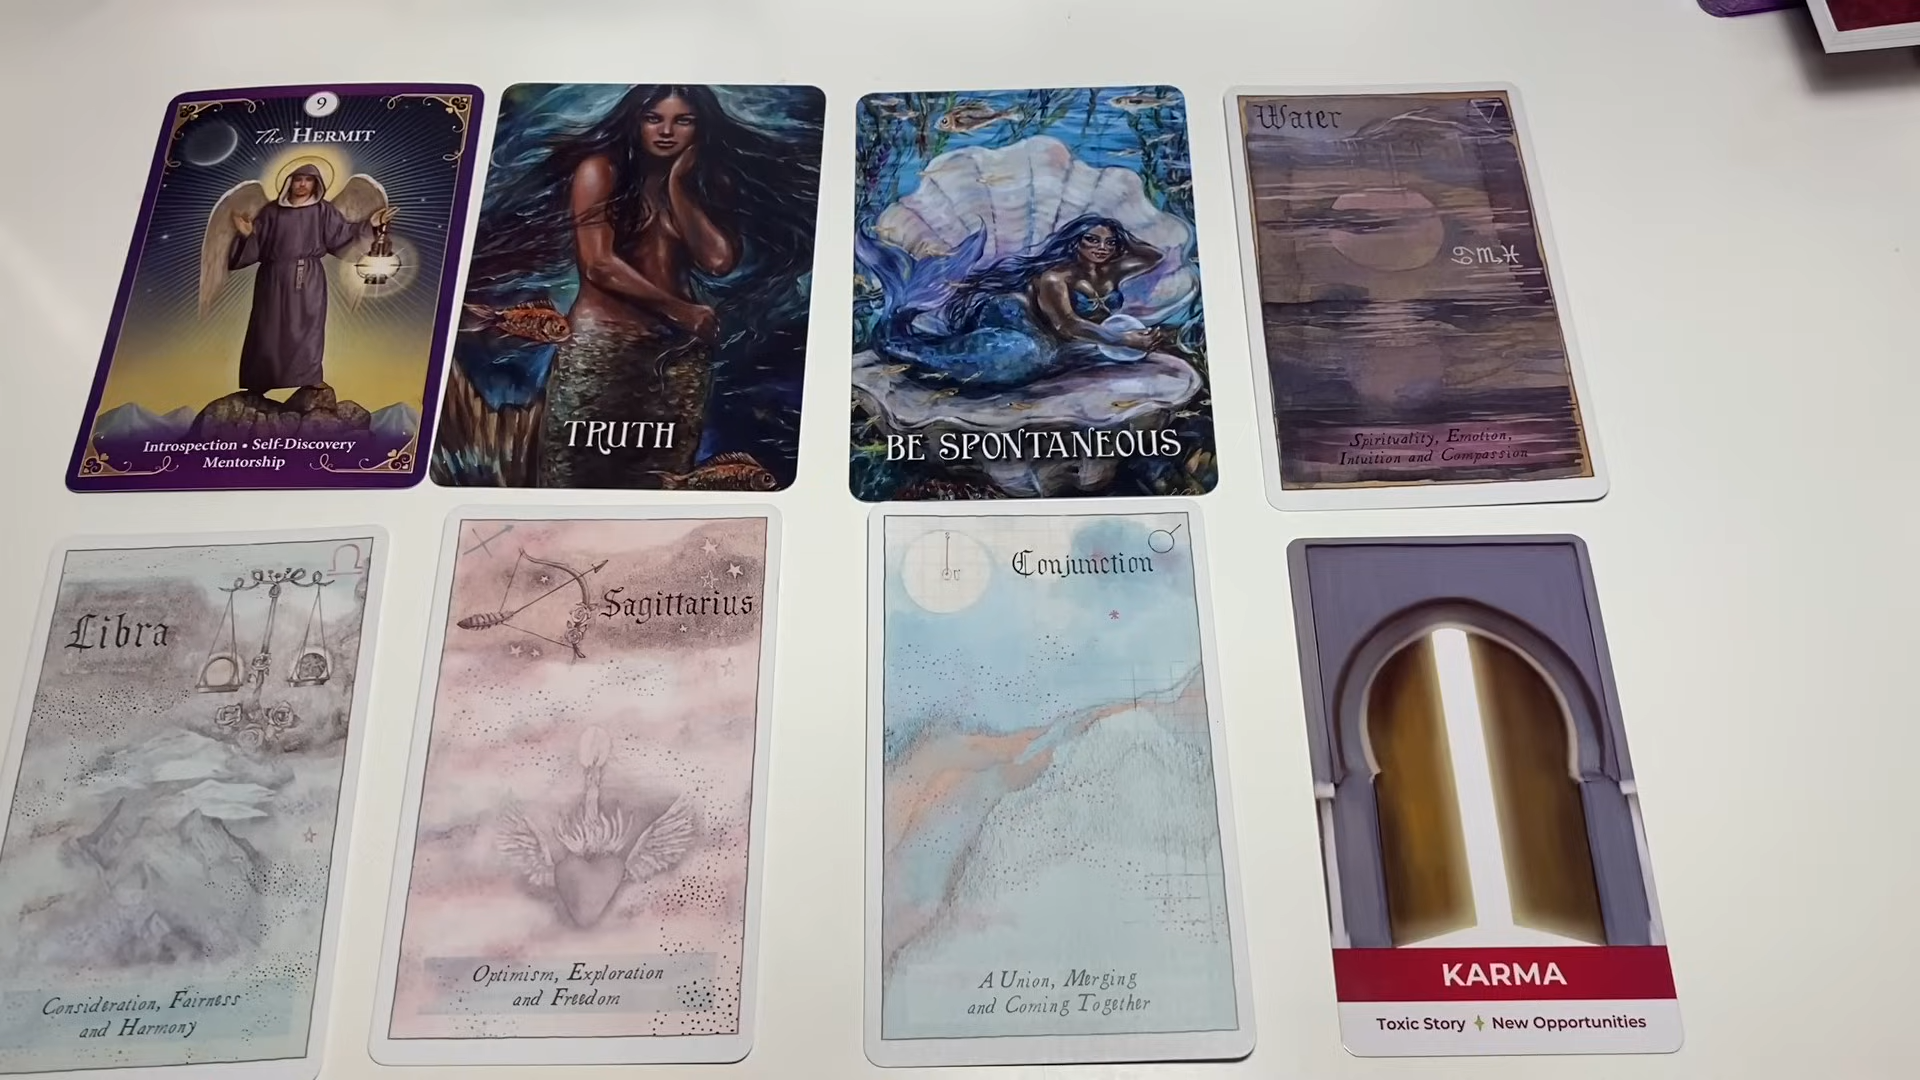 9
The HERMIT
Introspection • Self-Discovery
Mentorship
TRUTH
BE SPONTANEOUS
Water
♋♏♓
Spirituality, Emotion,
Intuition and Compassion
Libra
Consideration, Fairness
and Harmony
Sagittarius
Optimism, Exploration
and Freedom
Conjunction
A Union, Merging
and Coming Together
KARMA
Toxic Story ✦ New Opportunities